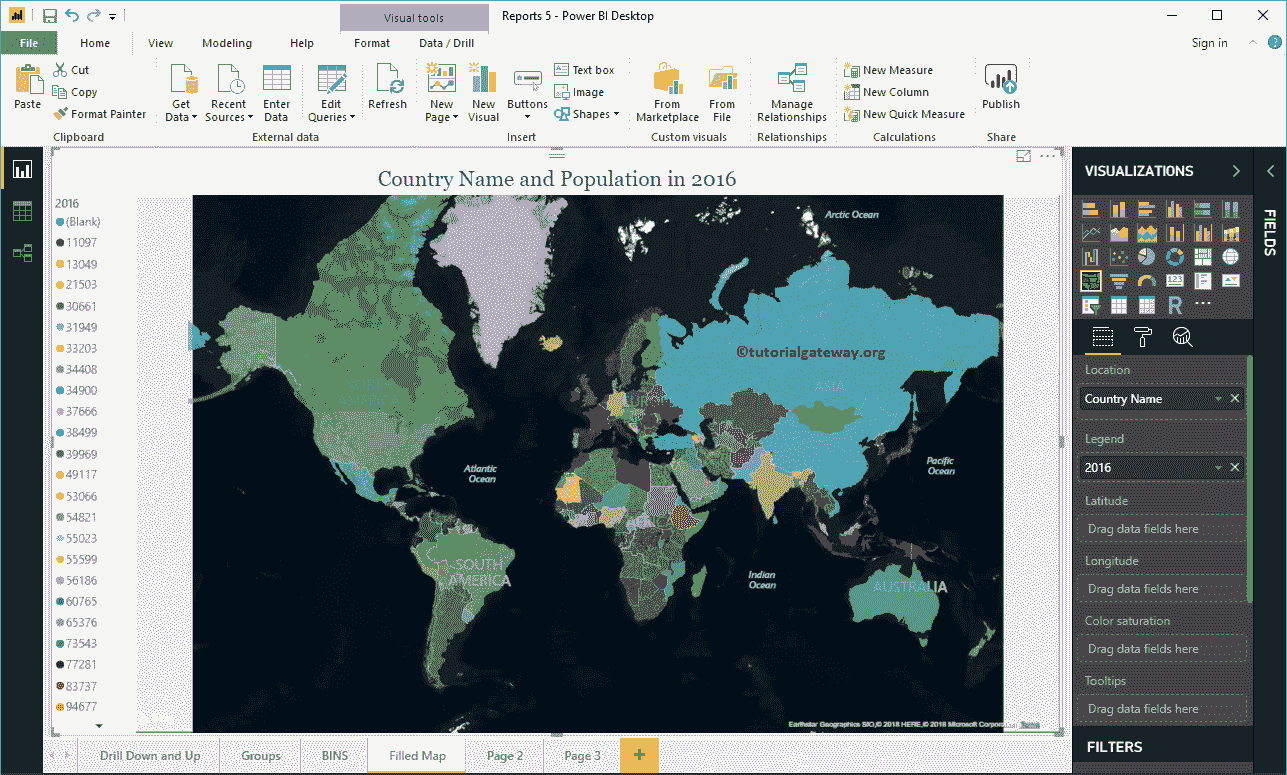 Visual tools
Reports 5 - Power BI Desktop
File
Home
View
Modeling
Help
Format
Data / Drill
Sign in
Paste
Cut
Copy
Format Painter
Get Data
Recent Sources
Enter Data
Edit Queries
Refresh
New Page
New Visual
Buttons
Text box
Image
Shapes
From Marketplace
From File
Manage Relationships
New Measure
New Column
New Quick Measure
Publish
Clipboard
External data
Insert
Custom visuals
Relationships
Calculations
Share
Country Name and Population in 2016
2016
(Blank)
11097
13049
21503
30661
31949
33203
34408
34900
37666
38499
39969
49117
53066
54821
55023
55599
56186
60765
65376
73543
77281
83737
94677
Arctic Ocean
©tutorialgateway.org
NORTH
AMERICA
ASIA
Atlantic
Ocean
Pacific
Ocean
AFRICA
SOUTH
AMERICA
Indian
Ocean
AUSTRALIA
Earthstar Geographics SIO,© 2018 HERE,© 2018 Microsoft Corporation Terms
VISUALIZATIONS
123
R
FIELDS
Location
Country Name
Legend
2016
Latitude
Drag data fields here
Longitude
Drag data fields here
Color saturation
Drag data fields here
Tooltips
Drag data fields here
FILTERS
Drill Down and Up
Groups
BINS
Filled Map
Page 2
Page 3
+